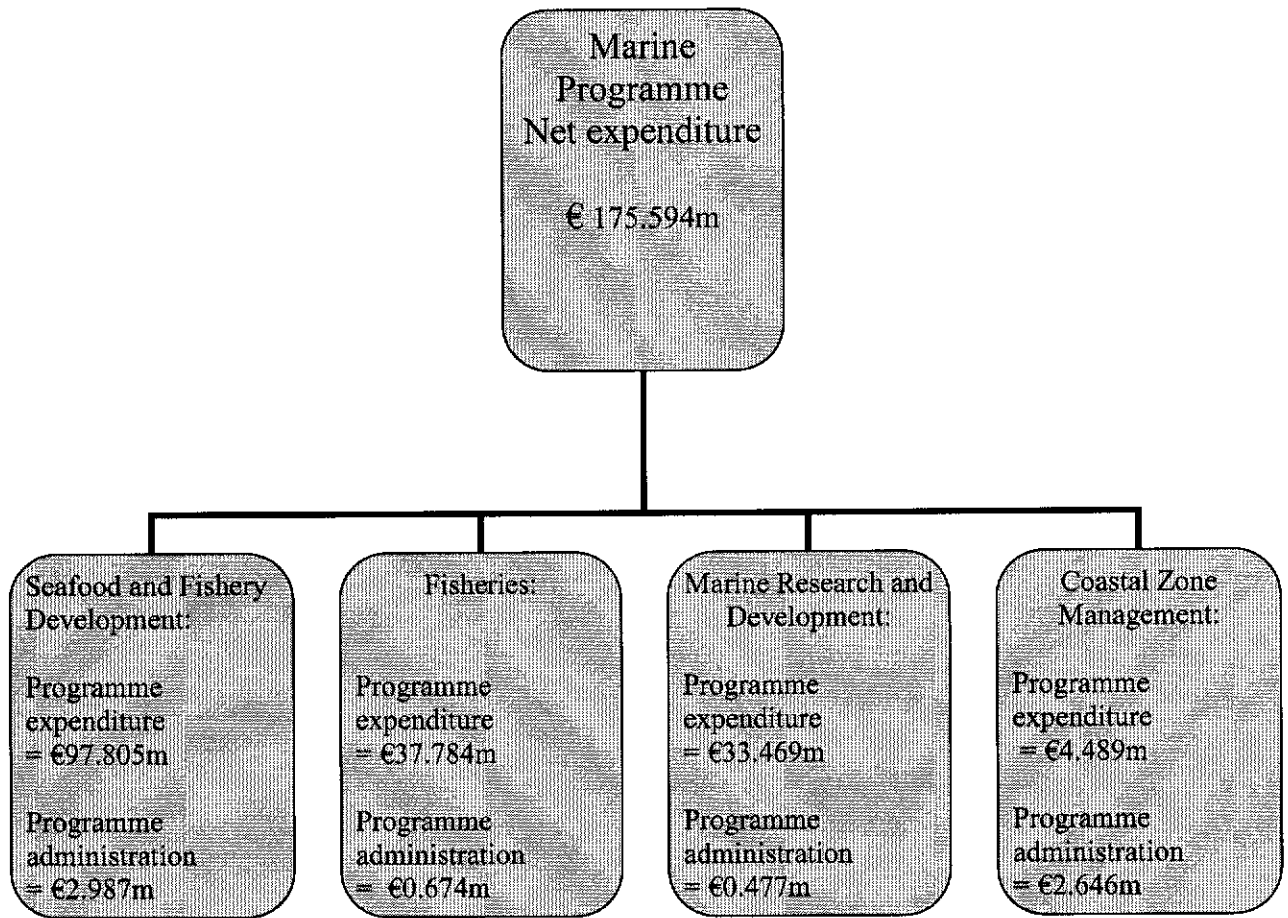 Marine
Programme
Net expenditure
€ 175.594m
Seafood and Fishery
Development:
Programme
expenditure
= €97.805m
Programme
administration
= €2.987m
Fisheries:
Programme
expenditure
= €37.784m
Programme
administration
= €0.674m
Marine Research and
Development:
Programme
expenditure
= €33.469m
Programme
administration
= €0.477m
Coastal Zone
Management:
Programme
expenditure
= €4.489m
Programme
administration
= €2.646m